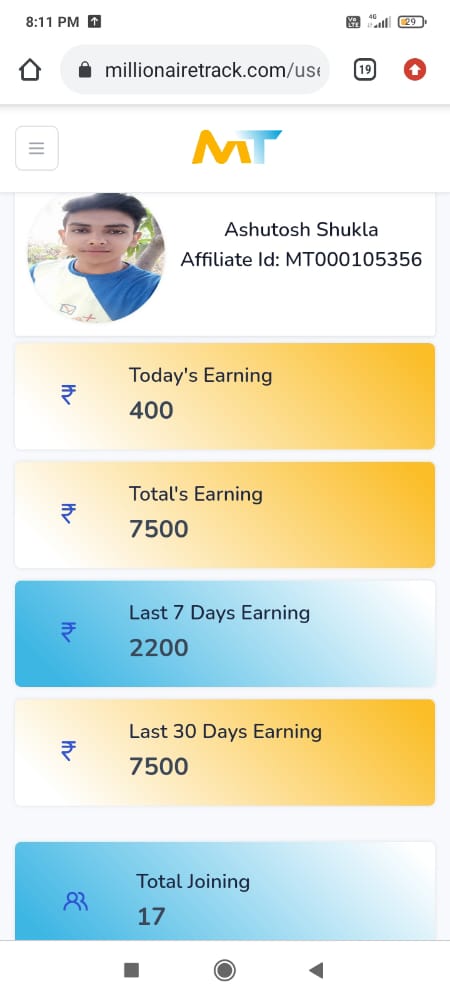 8:11 PM
Vo LTE 4G 29
millionairetrack.com/use
19
MT
Ashutosh Shukla
Affiliate Id: MT000105356
₹
Today's Earning
400
₹
Total's Earning
7500
₹
Last 7 Days Earning
2200
₹
Last 30 Days Earning
7500
Total Joining
17